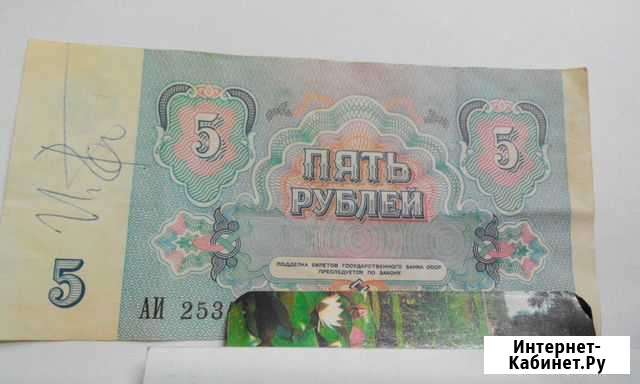 5
5
ПЯТЬ
РУБЛЕЙ
ПОДДЕЛКА БИЛЕТОВ ГОСУДАРСТВЕННОГО БАНКА СССР
ПРЕСЛЕДУЕТСЯ ПО ЗАКОНУ
5
АИ 253
Интернет-
Кабинет.Ру